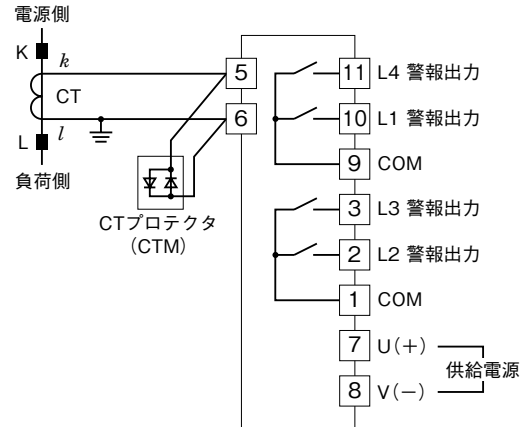 電源側
K
k
CT
L
l
負荷側
CTプロテクタ
(CTM)
5
6
11 L4 警報出力
10 L1 警報出力
9 COM
3 L3 警報出力
2 L2 警報出力
1 COM
7 U(+)
8 V(−)
供給電源